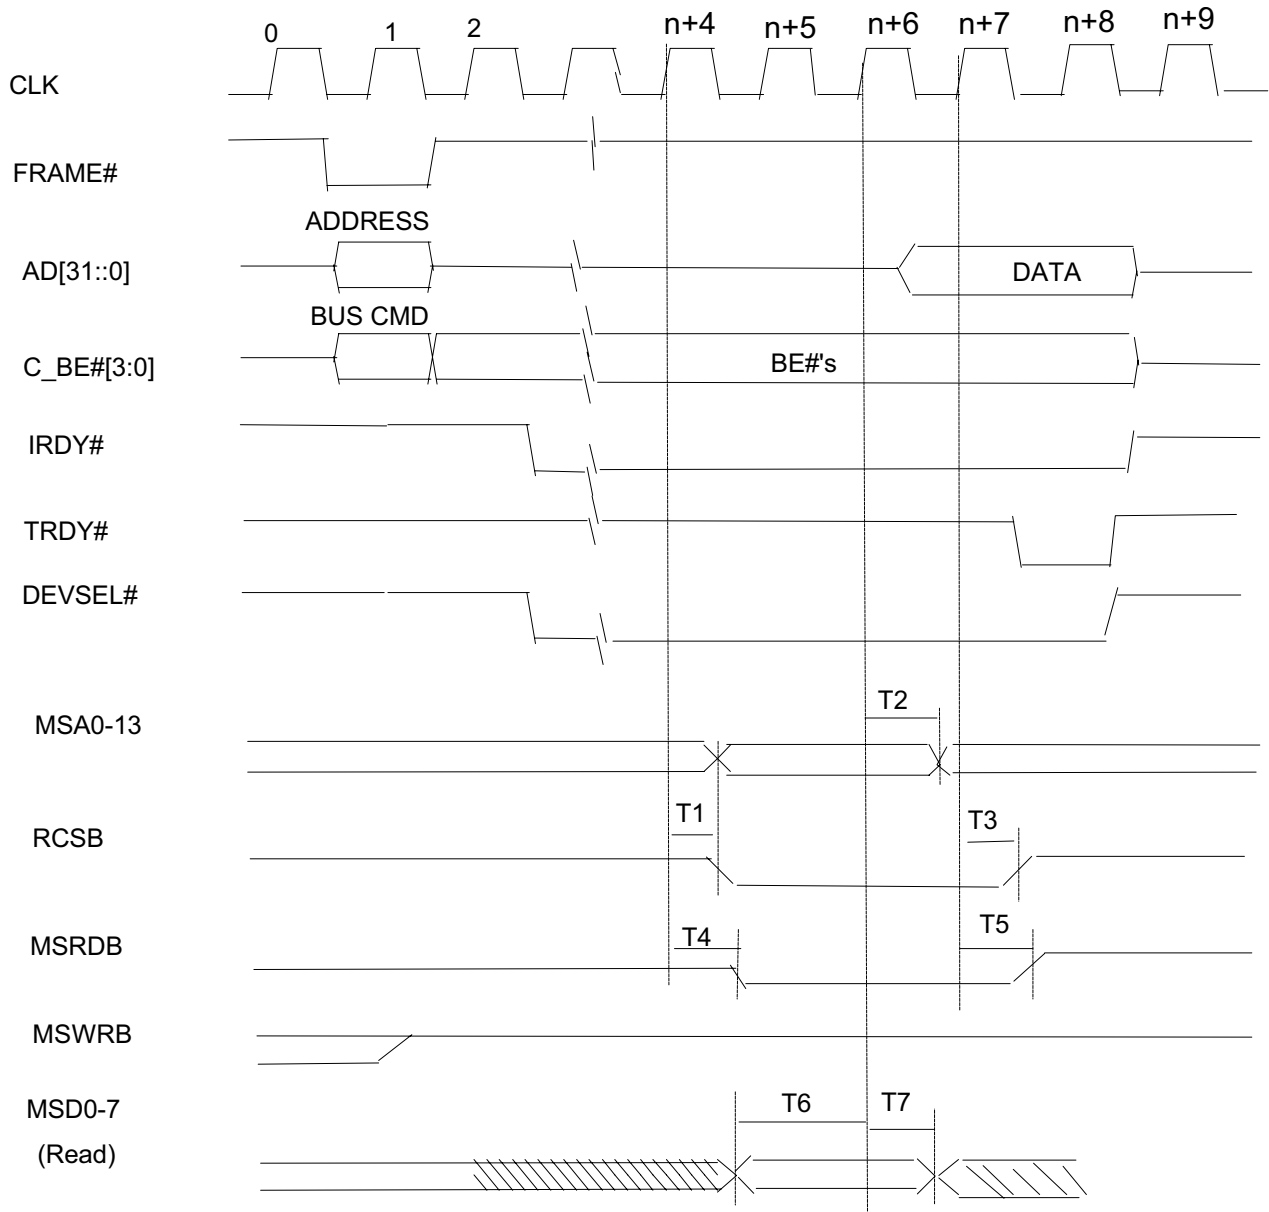 0 1 2 n+4 n+5 n+6 n+7 n+8 n+9
CLK
FRAME#
ADDRESS
AD[31::0] DATA
BUS CMD
C_BE#[3:0] BE#'s
IRDY#
TRDY#
DEVSEL#
T2
MSA0-13
T1 T3
RCSB
T4 T5
MSRDB
MSWRB
MSD0-7 T6 T7
(Read)